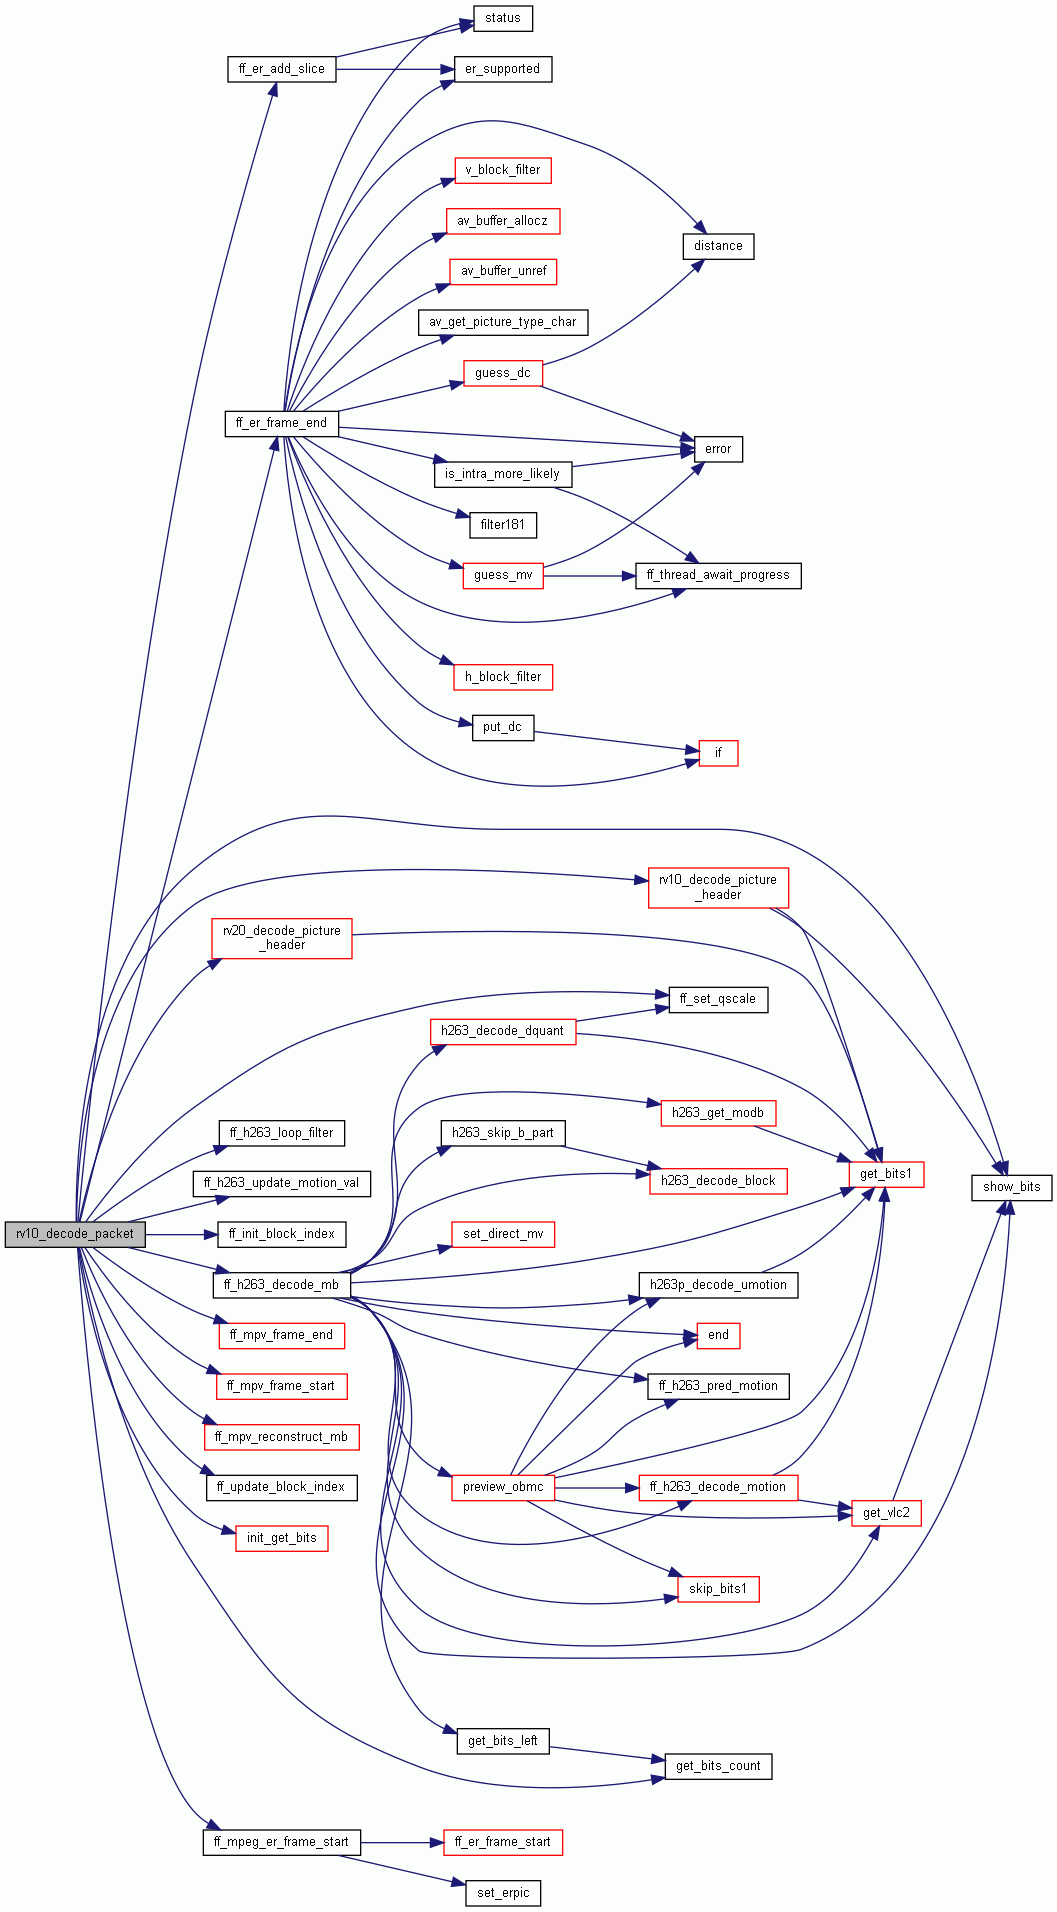 status
ff_er_add_slice
er_supported
v_block_filter
av_buffer_allocz
distance
av_buffer_unref
av_get_picture_type_char
guess_dc
ff_er_frame_end
error
is_intra_more_likely
filter181
guess_mv
ff_thread_await_progress
h_block_filter
put_dc
if
rv10_decode_picture
_header
rv20_decode_picture
_header
ff_set_qscale
h263_decode_dquant
h263_get_modb
ff_h263_loop_filter
h263_skip_b_part
get_bits1
h263_decode_block
ff_h263_update_motion_val
show_bits
rv10_decode_packet
ff_init_block_index
set_direct_mv
ff_h263_decode_mb
h263p_decode_umotion
ff_mpv_frame_end
end
ff_mpv_frame_start
ff_h263_pred_motion
ff_mpv_reconstruct_mb
ff_update_block_index
preview_obmc
ff_h263_decode_motion
get_vlc2
init_get_bits
skip_bits1
get_bits_left
get_bits_count
ff_mpeg_er_frame_start
ff_er_frame_start
set_erpic